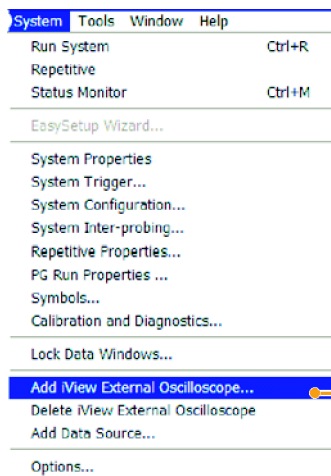 System Tools Window Help
Run System Ctrl+R
Repetitive
Status Monitor Ctrl+M
EasySetup Wizard...
System Properties
System Trigger...
System Configuration...
System Inter-probing...
Repetitive Properties...
PG Run Properties ...
Symbols...
Calibration and Diagnostics...
Lock Data Windows...
Add iView External Oscilloscope...
Delete iView External Oscilloscope
Add Data Source...
Options...